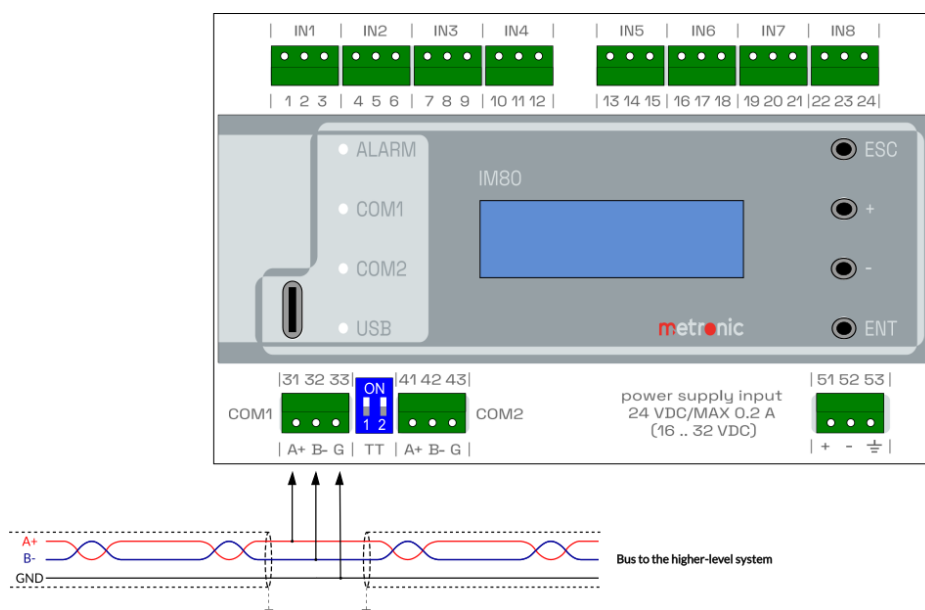 IN1 IN2 IN3 IN4 IN5 IN6 IN7 IN8
1 2 3 4 5 6 7 8 9 10 11 12 13 14 15 16 17 18 19 20 21 22 23 24
ALARM
ESC
IM80
COM1
+
COM2
-
USB
metronic
ENT
31 32 33
ON
41 42 43
51 52 53
COM1
1 2
COM2
power supply input
24 VDC/MAX 0.2 A
(16 .. 32 VDC)
A+ B- G TT A+ B- G
+ -
A+
B-
GND
Bus to the higher-level system